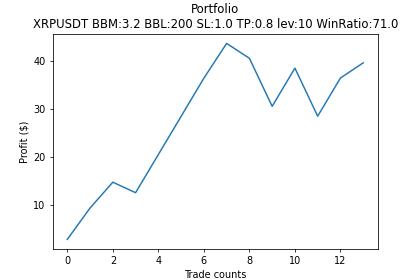 Portfolio
XRPUSDT BBM:3.2 BBL:200 SL:1.0 TP:0.8 lev:10 WinRatio:71.0
Profit ($)
40
30
20
10
0 2 4 6 8 10 12
Trade counts